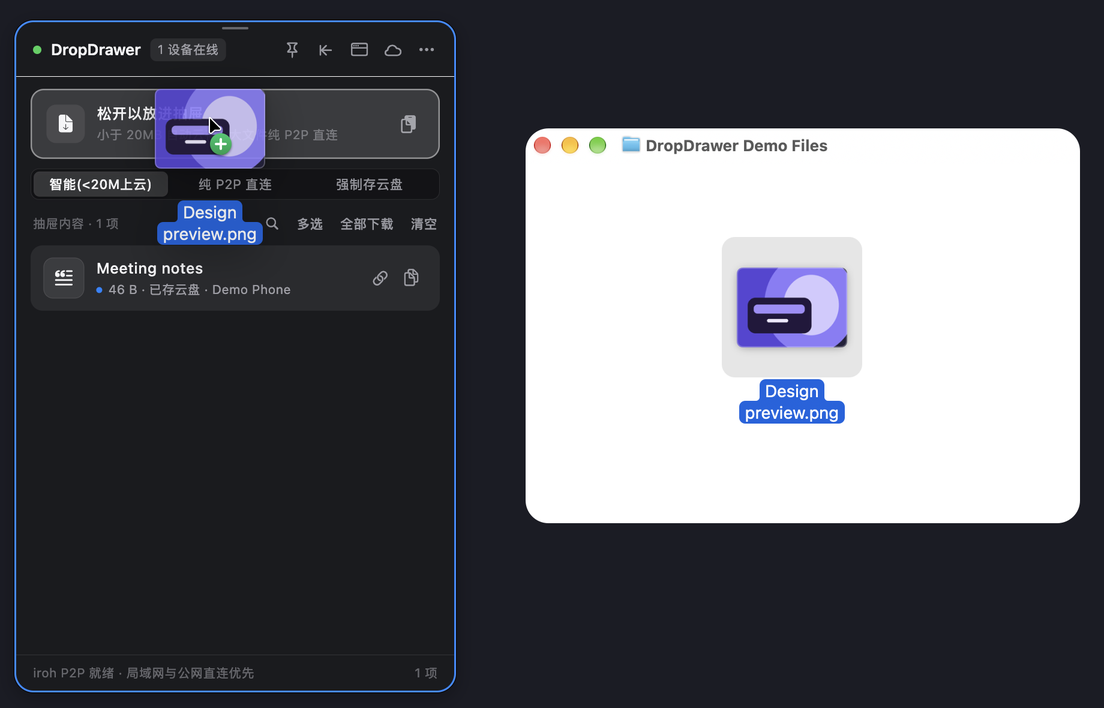 DropDrawer 1 设备在线
松开以放进抽屉
小于 20M 纯 P2P 直连
智能(<20M上云) 纯 P2P 直连 强制存云盘
抽屉内容 · 1 项 多选 全部下载 清空
Design
preview.png
Meeting notes
46 B · 已存云盘 · Demo Phone
iroh P2P 就绪 · 局域网与公网直连优先 1 项
DropDrawer Demo Files
Design
preview.png